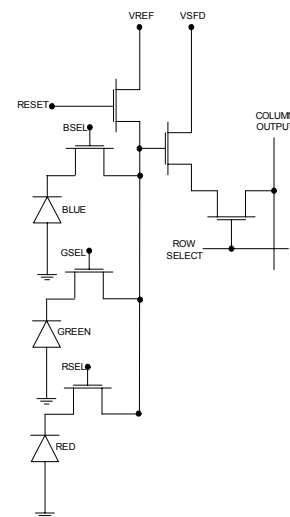 VREF
VSFD
RESET
BSEL
COLUMN
OUTPUT
BLUE
ROW
SELECT
GSEL
GREEN
RSEL
RED